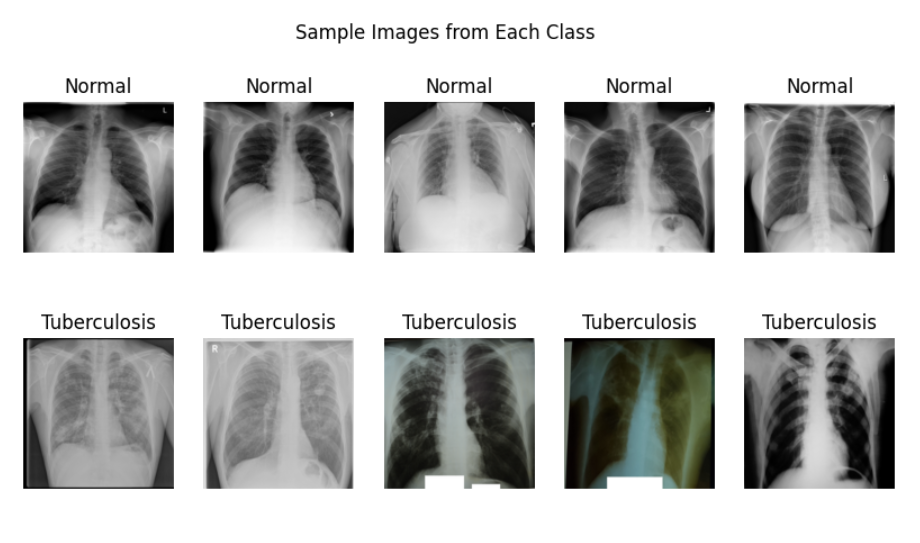 Sample Images from Each Class
Normal Normal Normal Normal Normal
L
Tuberculosis Tuberculosis Tuberculosis Tuberculosis Tuberculosis
R